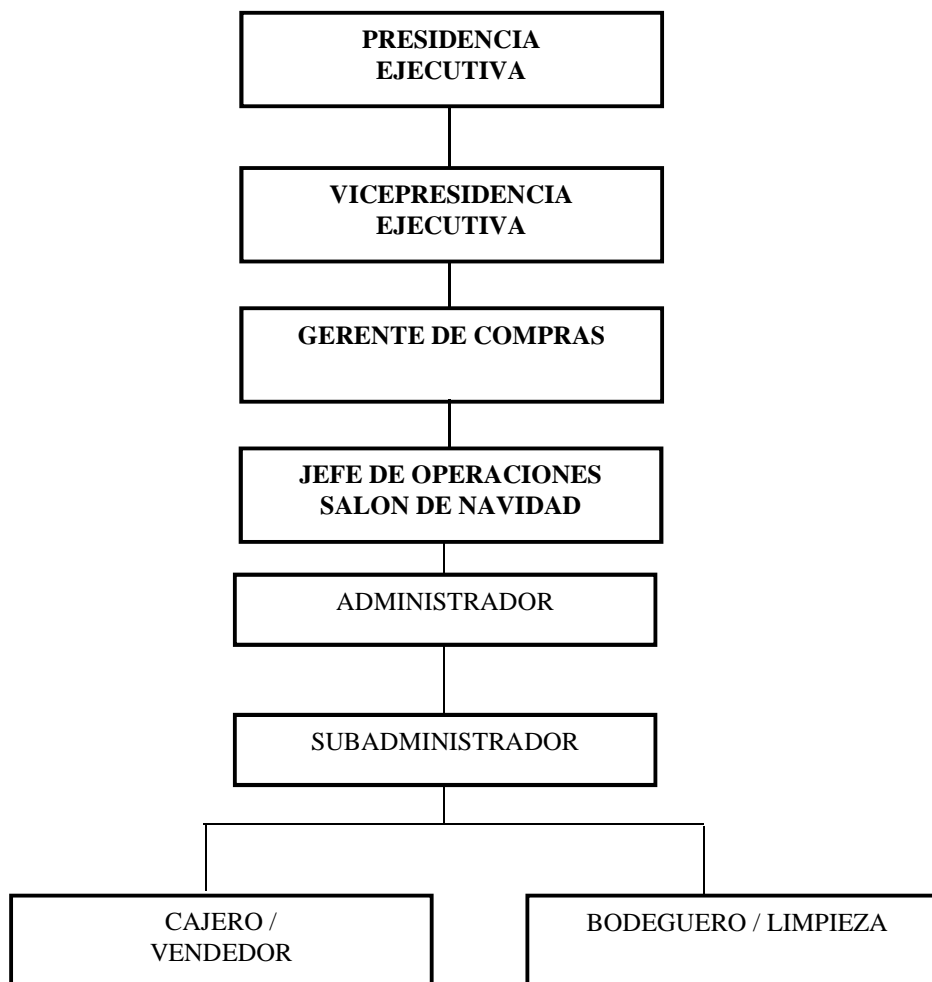 PRESIDENCIA
EJECUTIVA
VICEPRESIDENCIA
EJECUTIVA
GERENTE DE COMPRAS
JEFE DE OPERACIONES
SALON DE NAVIDAD
ADMINISTRADOR
SUBADMINISTRADOR
CAJERO /
VENDEDOR
BODEGUERO / LIMPIEZA